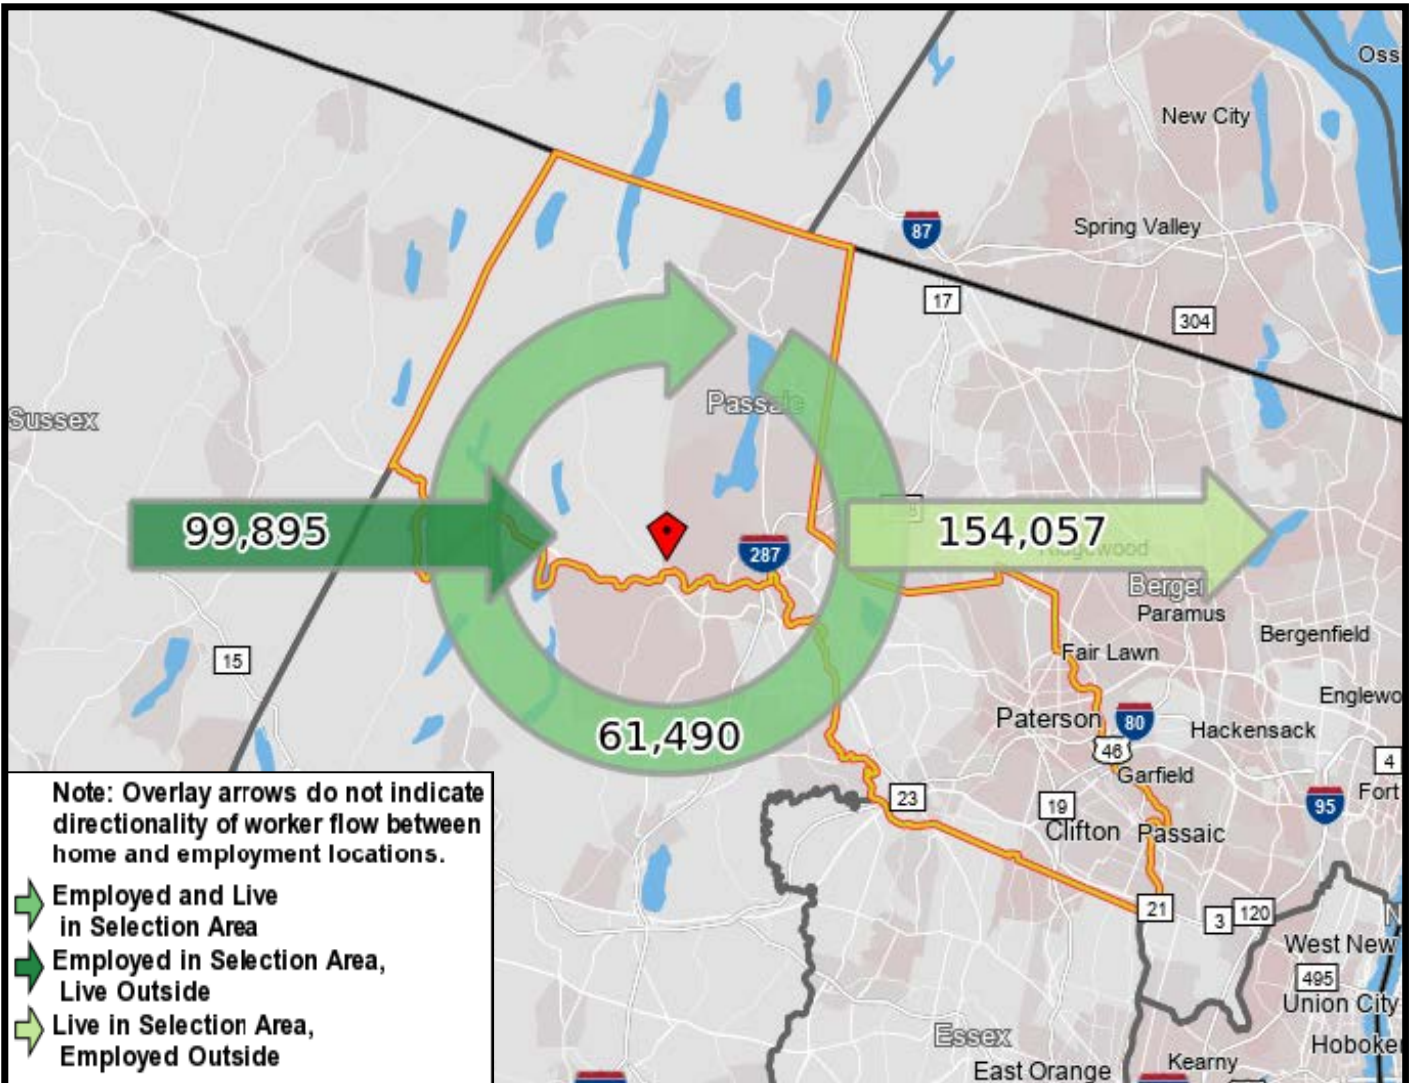 Ossi
New City
87
Spring Valley
17
304
Sussex
Passaic
99,895
154,057
287
Ridgewood
Bergen
Paramus
Bergenfield
15
Fair Lawn
Englewo
Paterson
80
Hackensack
61,490
46
4
Garfield
Fort
23
19
95
Clifton
Passaic
21
3
120
N
West New
495
Union City
Essex
Hoboken
East Orange
Kearny
Note: Overlay arrows do not indicate
directionality of worker flow between
home and employment locations.
Employed and Live
in Selection Area
Employed in Selection Area,
Live Outside
Live in Selection Area,
Employed Outside